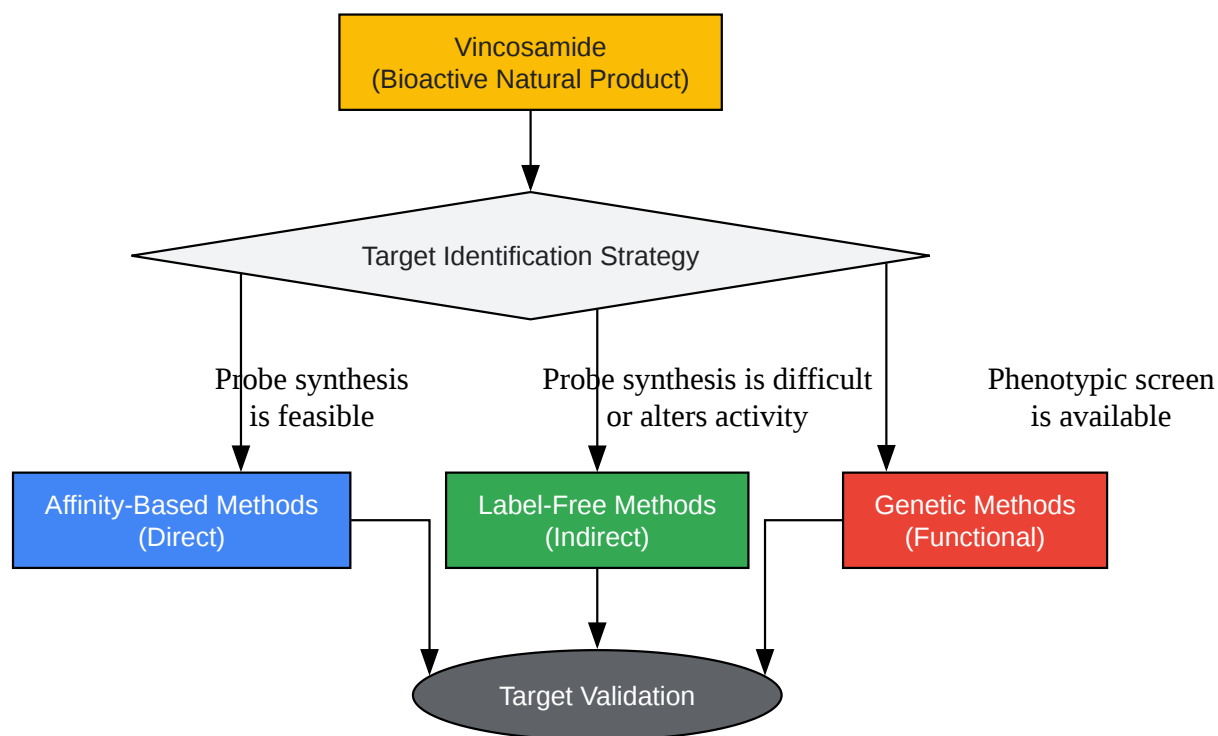 Vincosamide
(Bioactive Natural Product)
Target Identification Strategy
Probe synthesis
is feasible
Probe synthesis is difficult
or alters activity
Phenotypic screen
is available
Affinity-Based Methods
(Direct)
Label-Free Methods
(Indirect)
Genetic Methods
(Functional)
Target Validation